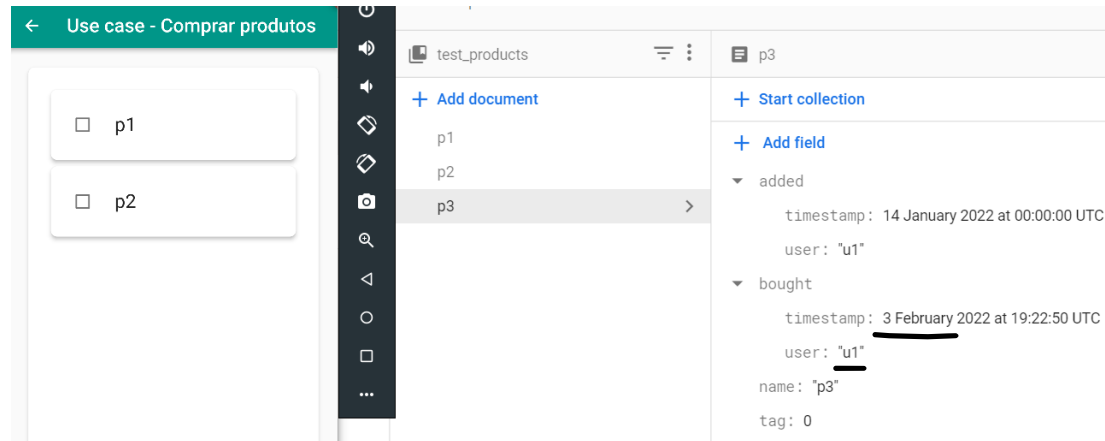 Use case - Comprar produtos
p1
p2
test_products
Add document
p1
p2
p3
p3
Start collection
Add field
added
timestamp: 14 January 2022 at 00:00:00 UTC
user: "u1"
bought
timestamp: 3 February 2022 at 19:22:50 UTC
user: "u1"
name: "p3"
tag: 0